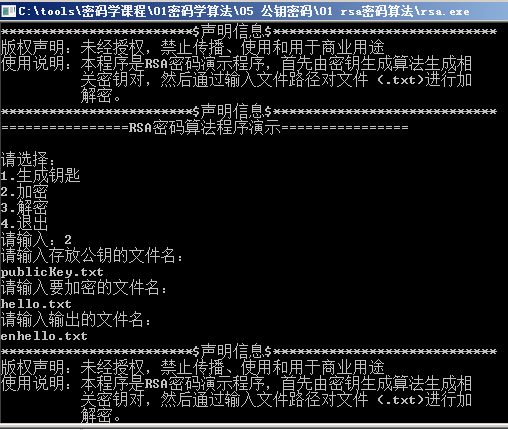 C:\tools\密码学课程\01密码学算法\05 公钥密码\01 rsa密码算法\rsa.exe
************************$声明信息$****************************
版权声明：未经授权，禁止传播、使用和用于商业用途
使用说明：本程序是RSA密码演示程序，首先由密钥生成算法生成相
关密钥对，然后通过输入文件路径对文件（.txt)进行加
解密。
************************$声明信息$****************************
================RSA密码算法程序演示================
请选择：
1.生成钥匙
2.加密
3.解密
4.退出
请输入：2
请输入存放公钥的文件名：
publicKey.txt
请输入要加密的文件名：
hello.txt
请输入输出的文件名：
enhello.txt
************************$声明信息$****************************
版权声明：未经授权，禁止传播、使用和用于商业用途
使用说明：本程序是RSA密码演示程序，首先由密钥生成算法生成相
关密钥对，然后通过输入文件路径对文件（.txt)进行加
解密。